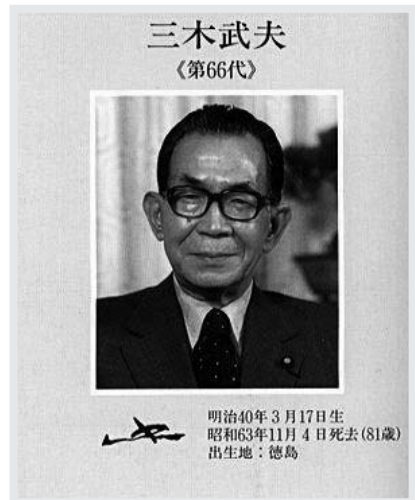 三木武夫
《第66代》
明治40年3月17日生
昭和63年11月4日死去(81歳)
出生地：徳島